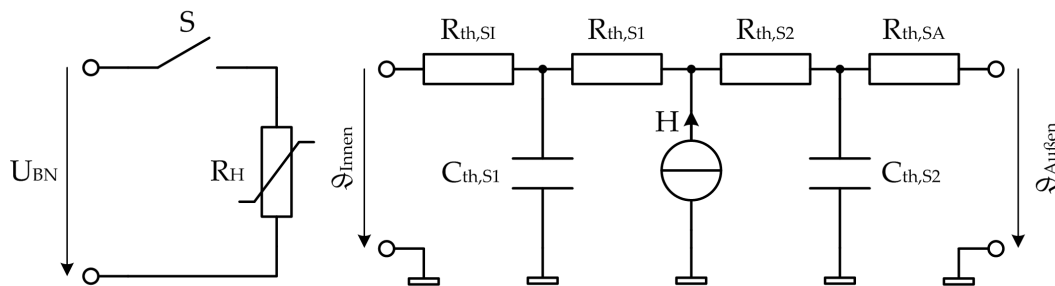 S
U_BN
R_H
R_th,SI
R_th,S1
R_th,S2
R_th,SA
ϑ_Innen
C_th,S1
H
C_th,S2
ϑ_Außen